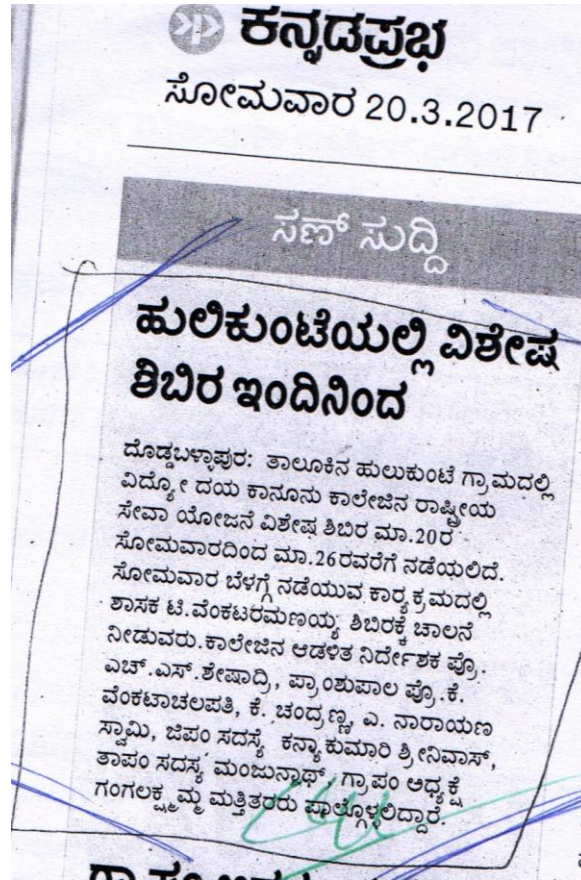 ಕನ್ನಡಪ್ರಭ
ಸೋಮವಾರ 20.3.2017
ಸಣ್ ಸುದ್ದಿ
ಹುಲಿಕುಂಟೆಯಲ್ಲಿ ವಿಶೇಷ
ಶಿಬಿರ ಇಂದಿನಿಂದ
ದೊಡ್ಡಬಳ್ಳಾಪುರ: ತಾಲೂಕಿನ ಹುಲುಕುಂಟೆ ಗ್ರಾಮದಲ್ಲಿ
ವಿದ್ಯೋ ದಯ ಕಾನೂನು ಕಾಲೇಜಿನ ರಾಷ್ಟ್ರೀಯ
ಸೇವಾ ಯೋಜನೆ ವಿಶೇಷ ಶಿಬಿರ ಮಾ.20ರ
ಸೋಮವಾರದಿಂದ ಮಾ.26ರವರೆಗೆ ನಡೆಯಲಿದೆ.
ಸೋಮವಾರ ಬೆಳಗ್ಗೆ ನಡೆಯುವ ಕಾರ್‍ಯಕ್ರಮದಲ್ಲಿ
ಶಾಸಕ ಟಿ.ವೆಂಕಟರಮಣಯ್ಯ ಶಿಬಿರಕ್ಕೆ ಚಾಲನೆ
ನೀಡುವರು.ಕಾಲೇಜಿನ ಆಡಳಿತ ನಿರ್ದೇಶಕ ಪ್ರೊ.
ಎಚ್.ಎಸ್.ಶೇಷಾದ್ರಿ, ಪ್ರಾಂಶುಪಾಲ ಪ್ರೊ.ಕೆ.
ವೆಂಕಟಾಚಲಪತಿ, ಕೆ. ಚಂದ್ರಣ್ಣ, ಎ. ನಾರಾಯಣ
ಸ್ವಾಮಿ, ಜಿಪಂ ಸದಸ್ಯೆ ಕನ್ಯಾಕುಮಾರಿ ಶ್ರೀನಿವಾಸ್,
ತಾಪಂ ಸದಸ್ಯ ಮಂಜುನ್ನಾಥ್, ಗ್ರಾಪಂ ಅಧ್ಯಕ್ಷೆ
ಗಂಗಲಕ್ಷ್ಮಮ್ಮ ಮತ್ತಿತರರು ಪಾಲ್ಗೊಳ್ಳಲಿದ್ದಾರೆ.